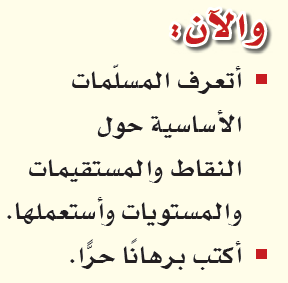 والآن:
▪ أتعرف المسلّمات
الأساسية حول
النقاط والمستقيمات
والمستويات وأستعملها.
▪ أكتب برهانًا حرًّا.